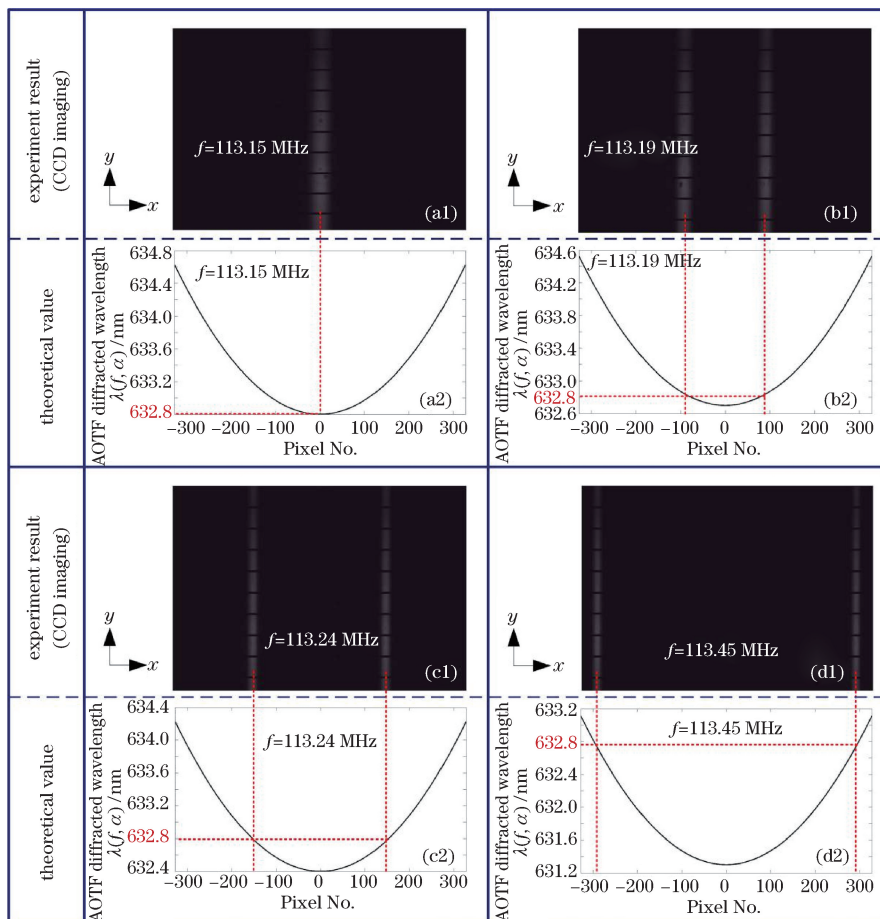 experiment result
(CCD imaging)
f=113.15 MHz
y
x
(a1)
f=113.19 MHz
y
x
(b1)
theoretical value
AOTF diffracted wavelength
λ(f, α) /nm
634.8
634.4
634.0
633.6
633.2
632.8
f=113.15 MHz
(a2)
−300 −200 −100 0 100 200 300
Pixel No.
AOTF diffracted wavelength
λ(f, α) /nm
634.6
634.2
633.8
633.4
633.0
632.8
632.6
f=113.19 MHz
(b2)
−300 −200 −100 0 100 200 300
Pixel No.
experiment result
(CCD imaging)
f=113.24 MHz
y
x
(c1)
f=113.45 MHz
y
x
(d1)
theoretical value
AOTF diffracted wavelength
λ(f, α) /nm
634.4
634.0
633.6
633.2
632.8
632.4
f=113.24 MHz
(c2)
−300 −200 −100 0 100 200 300
Pixel No.
AOTF diffracted wavelength
λ(f, α) /nm
633.2
632.8
632.4
632.0
631.6
631.2
f=113.45 MHz
(d2)
−300 −200 −100 0 100 200 300
Pixel No.